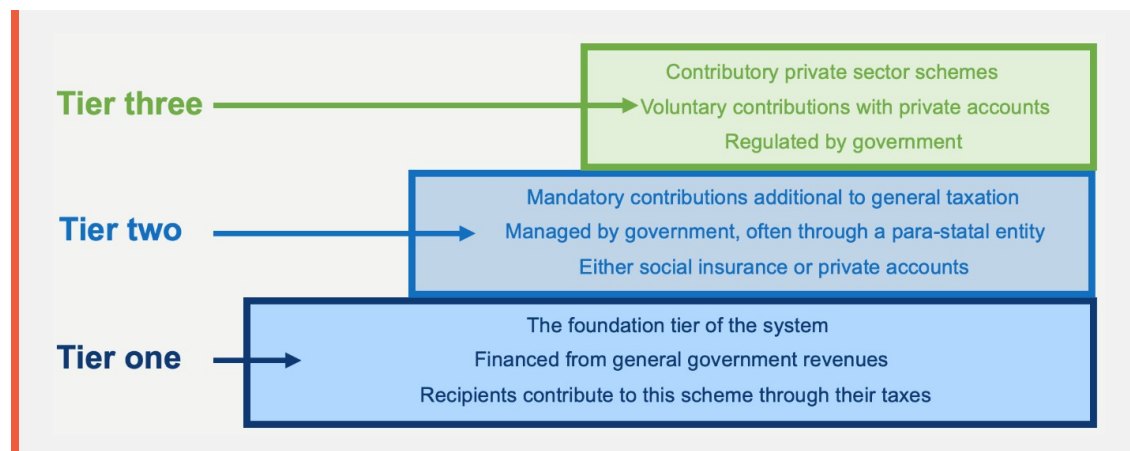 Tier three
Contributory private sector schemes
Voluntary contributions with private accounts
Regulated by government
Tier two
Mandatory contributions additional to general taxation
Managed by government, often through a para-statal entity
Either social insurance or private accounts
Tier one
The foundation tier of the system
Financed from general government revenues
Recipients contribute to this scheme through their taxes